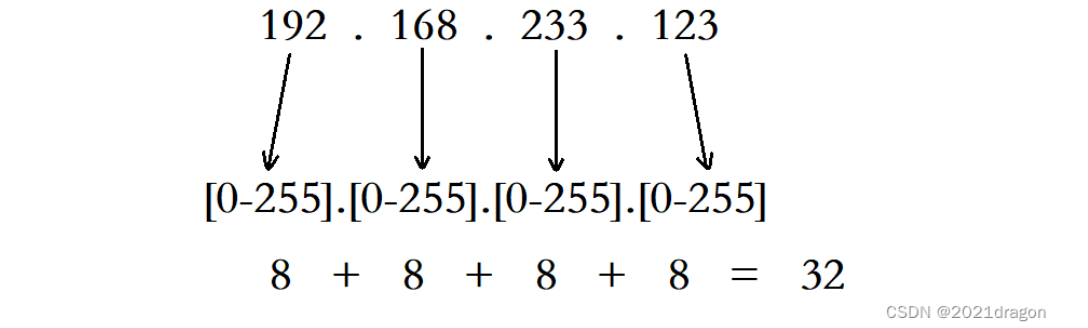 192 . 168 . 233 . 123
[0-255].[0-255].[0-255].[0-255]
8 + 8 + 8 + 8 = 32
CSDN @2021dragon